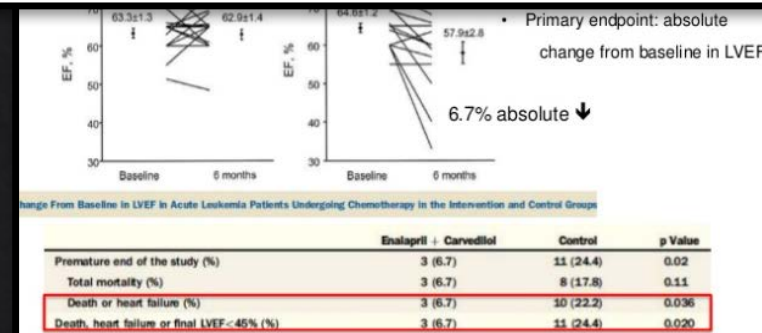 63.3±1.3 62.9±1.4
EF, %
60
50
40
30
Baseline 6 months
64.6±1.2 57.9±2.8
EF, %
60
50
40
30
Baseline 6 months
• Primary endpoint: absolute
change from baseline in LVEF
6.7% absolute 🡻
hange From Baseline in LVEF in Acute Leukemia Patients Undergoing Chemotherapy in the Intervention and Control Groups
Enalapril + Carvedilol Control p Value
Premature end of the study (%) 3 (6.7) 11 (24.4) 0.02
Total mortality (%) 3 (6.7) 8 (17.8) 0.11
Death or heart failure (%) 3 (6.7) 10 (22.2) 0.036
Death, heart failure or final LVEF<45% (%) 3 (6.7) 11 (24.4) 0.020